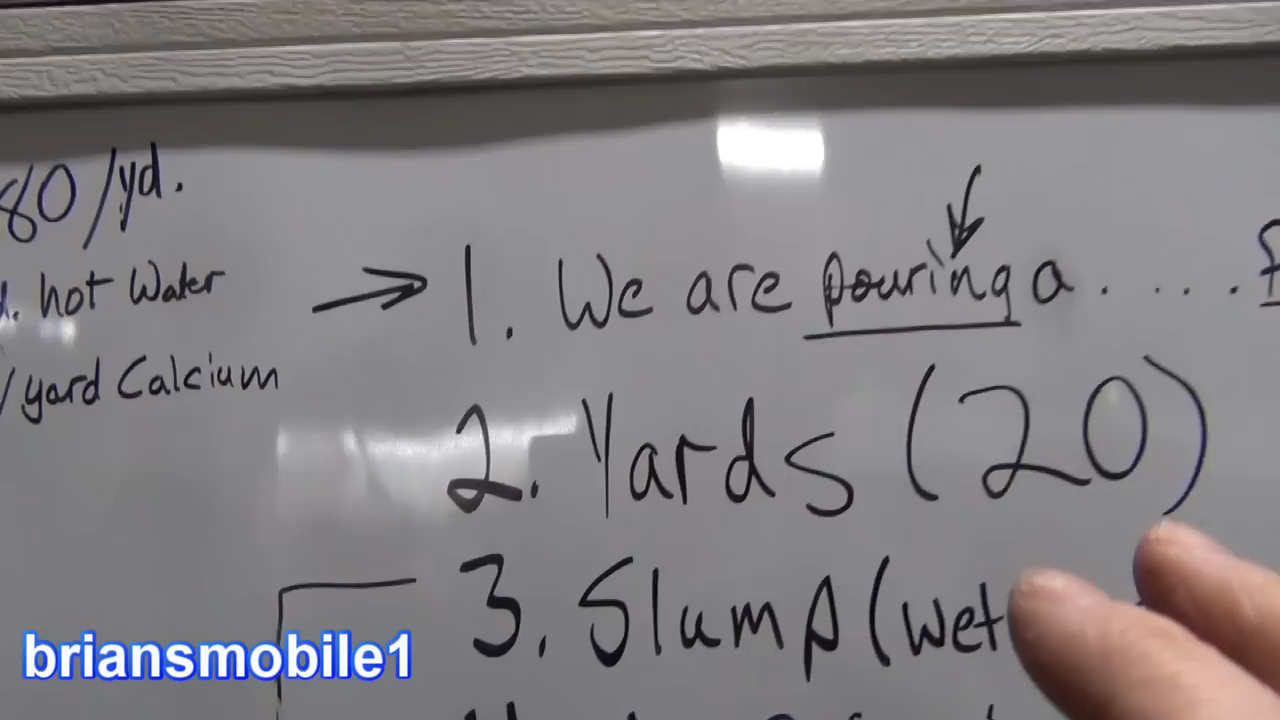 80/yd.
hot Water
/yard Calcium
1. We are pouring a.....f
2. Yards (20)
3. Slump (wet
briansmobile1